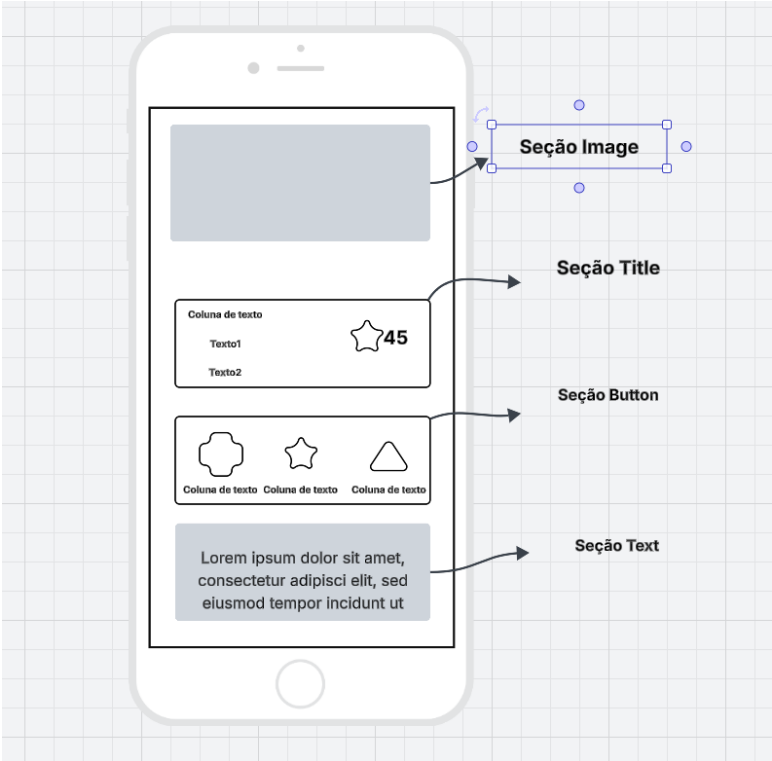 Seção Image
Seção Title
Coluna de texto
Texto1
Texto2
45
Seção Button
Coluna de texto Coluna de texto Coluna de texto
Seção Text
Lorem ipsum dolor sit amet,
consectetur adipisci elit, sed
eiusmod tempor incidunt ut